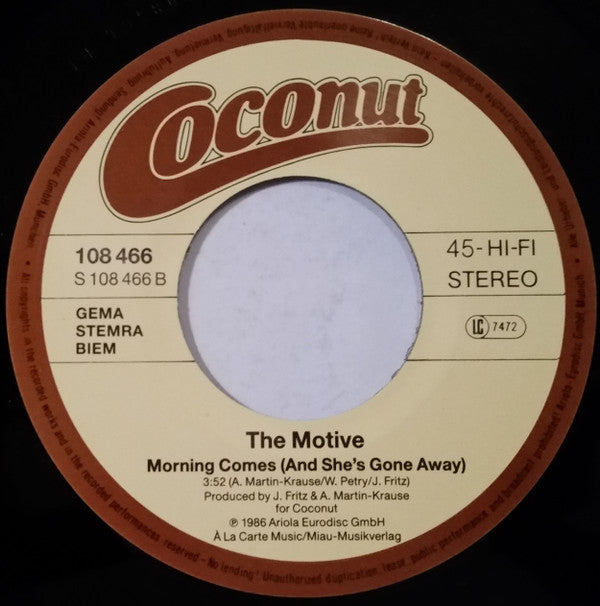 Coconut
108 466
S 108 466 B
45-HI-FI
STEREO
GEMA
STEMRA
BIEM
LC 7472
The Motive
Morning Comes (And She's Gone Away)
3:52 (A. Martin-Krause/W. Petry/J. Fritz)
Produced by J. Fritz & A. Martin-Krause
for Coconut
℗ 1986 Ariola Eurodisc GmbH
À La Carte Music/Miau-Musikverlag
All copyrights in the recorded works and in the recorded performances reserved - No lending! Unauthorized duplication, lease, public performance and broadcast prohibited! Ariola-Eurodisc GmbH Munich